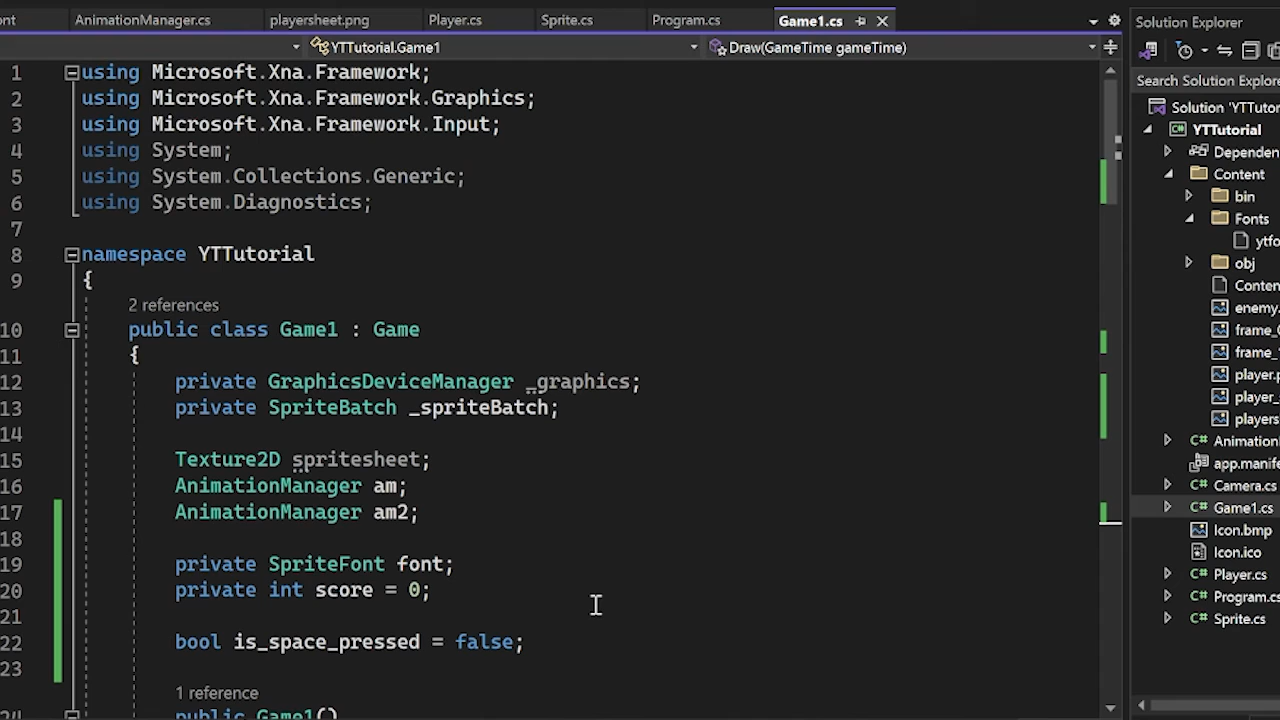 ont AnimationManager.cs playersheet.png Player.cs Sprite.cs Program.cs Game1.cs Solution Explorer
YTTutorial.Game1 Draw(GameTime gameTime)
Search Solution Explore
1 using Microsoft.Xna.Framework;
2 using Microsoft.Xna.Framework.Graphics;
3 using Microsoft.Xna.Framework.Input;
4 using System;
5 using System.Collections.Generic;
6 using System.Diagnostics;
7
8 namespace YTTutorial
9 {
2 references
10 public class Game1 : Game
11 {
12 private GraphicsDeviceManager _graphics;
13 private SpriteBatch _spriteBatch;
14
15 Texture2D spritesheet;
16 AnimationManager am;
17 AnimationManager am2;
18
19 private SpriteFont font;
20 private int score = 0;
21
22 bool is_space_pressed = false;
23
1 reference
24 public Game1()
Solution 'YTTutor
C# YTTutorial
Dependen
Content
bin
Fonts
ytfo
obj
Conten
enemy.
frame_
frame_
player.p
player_
players
C# Animation
app.manife
C# Camera.cs
C# Game1.cs
Icon.bmp
Icon.ico
C# Player.cs
C# Program.cs
C# Sprite.cs